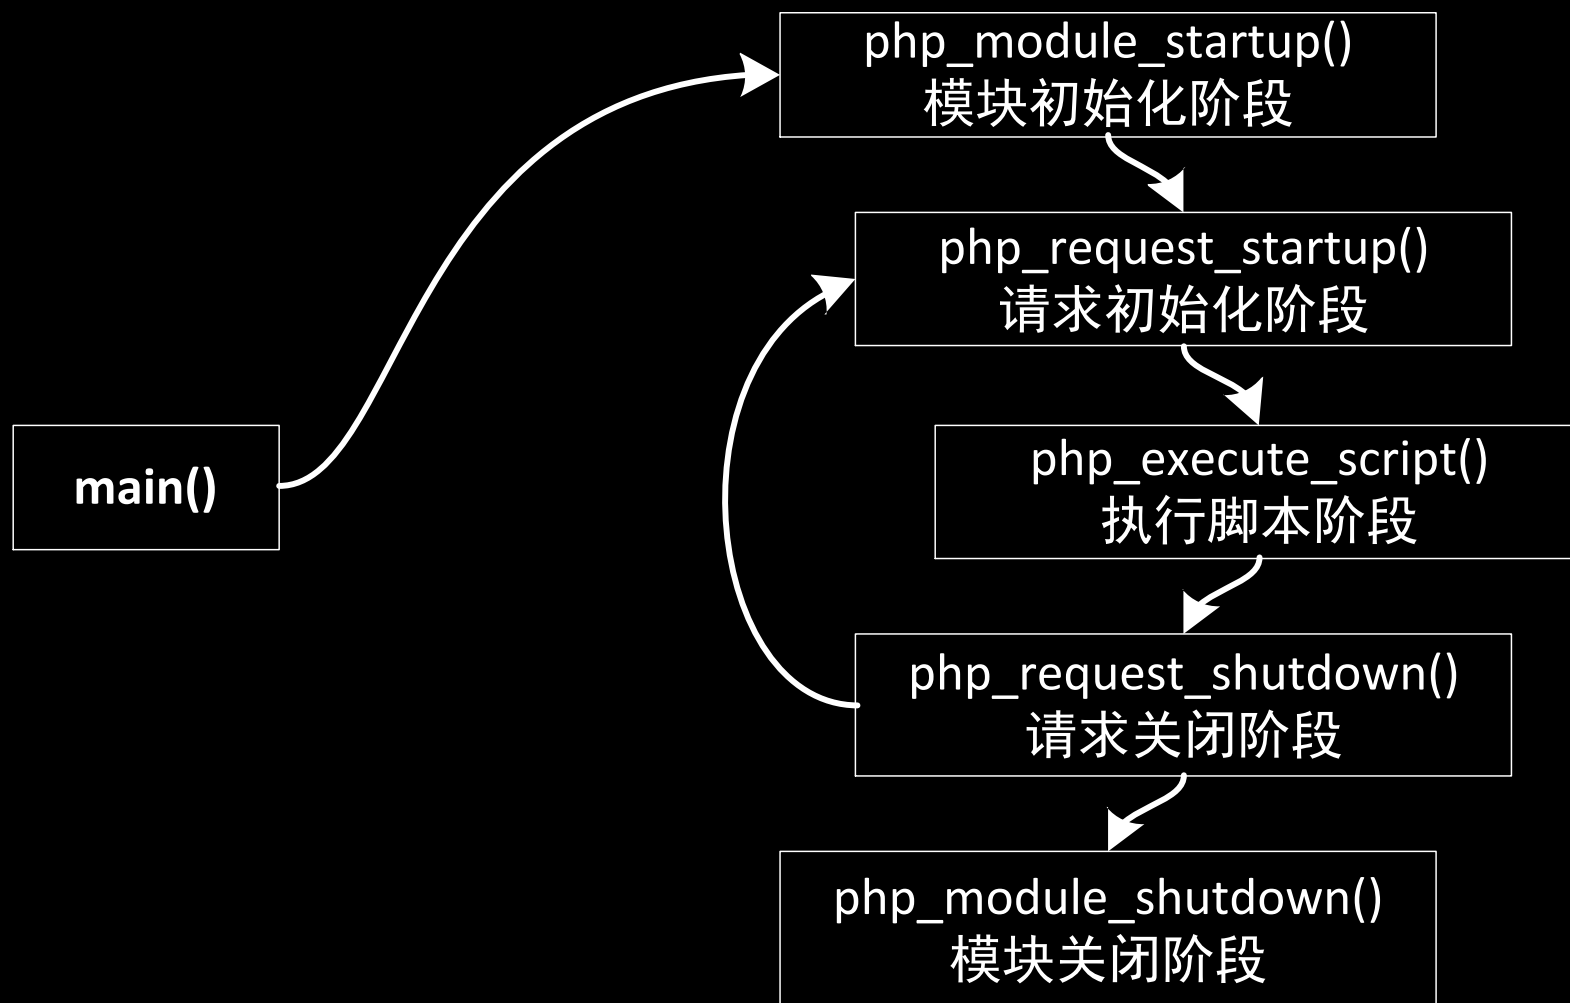 php_module_startup()
模块初始化阶段
php_request_startup()
请求初始化阶段
main()
php_execute_script()
执行脚本阶段
php_request_shutdown()
请求关闭阶段
php_module_shutdown()
模块关闭阶段